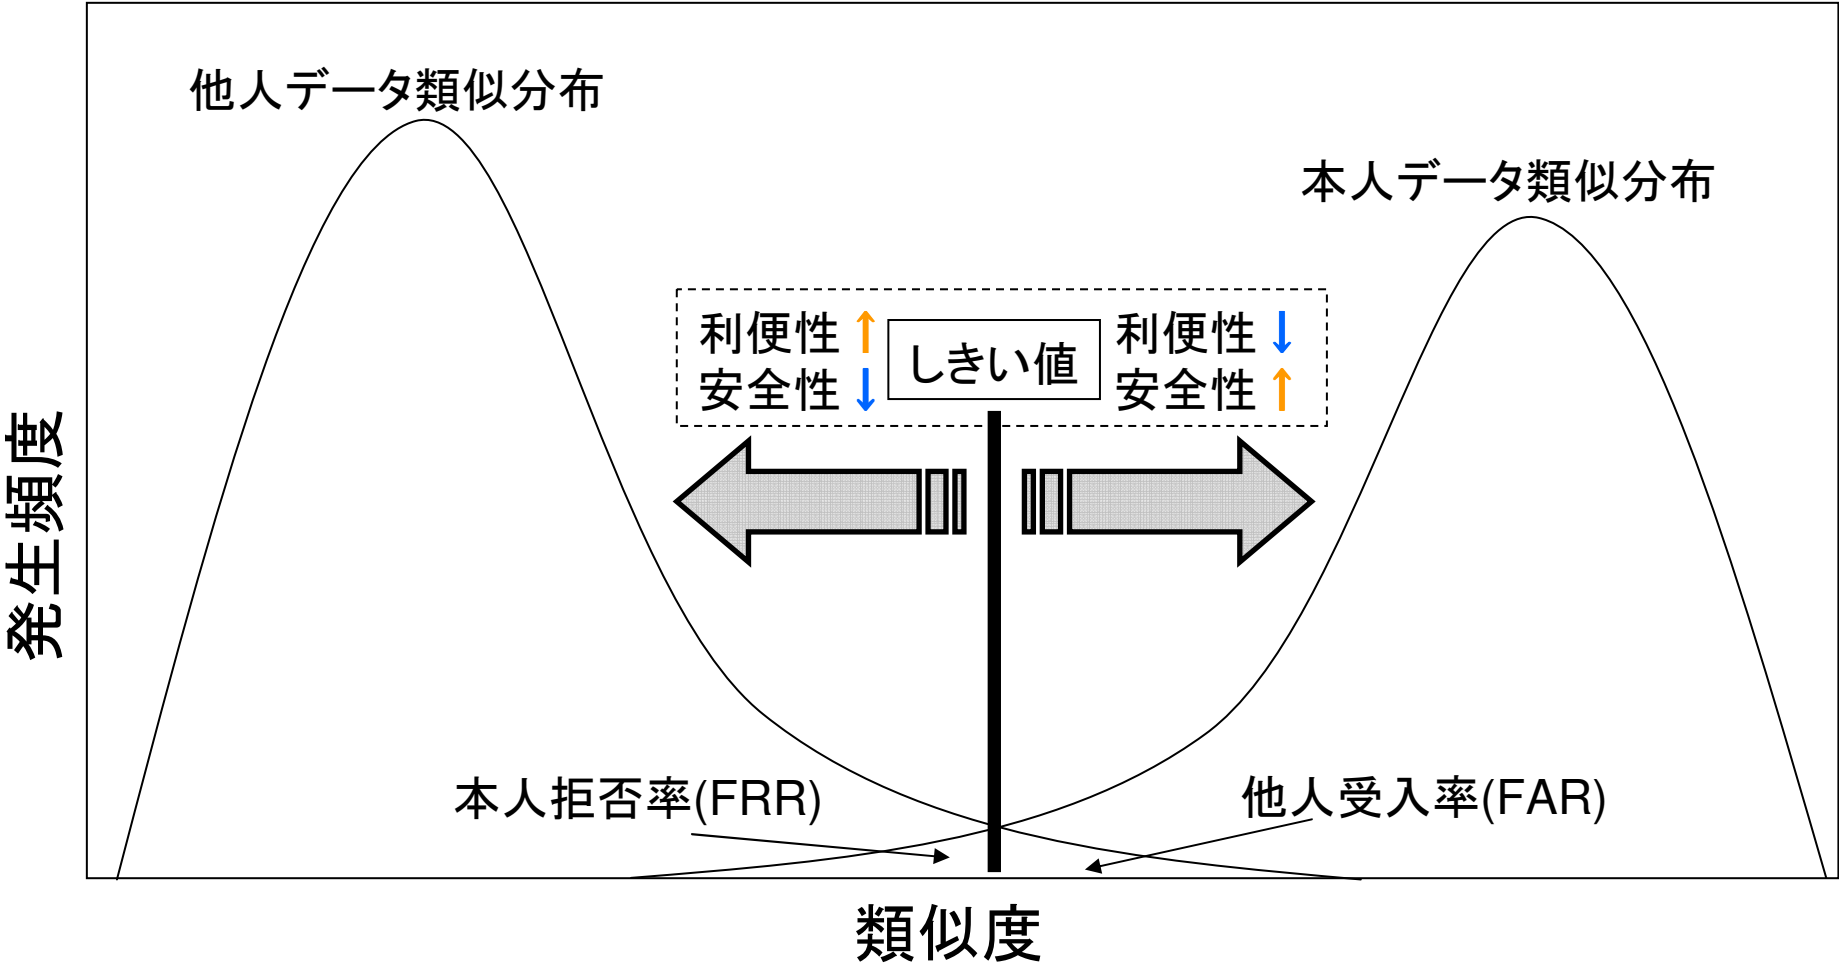 他人データ類似分布
本人データ類似分布
利便性↑
安全性↓
しきい値
利便性↓
安全性↑
発生頻度
本人拒否率(FRR)
他人受入率(FAR)
類似度